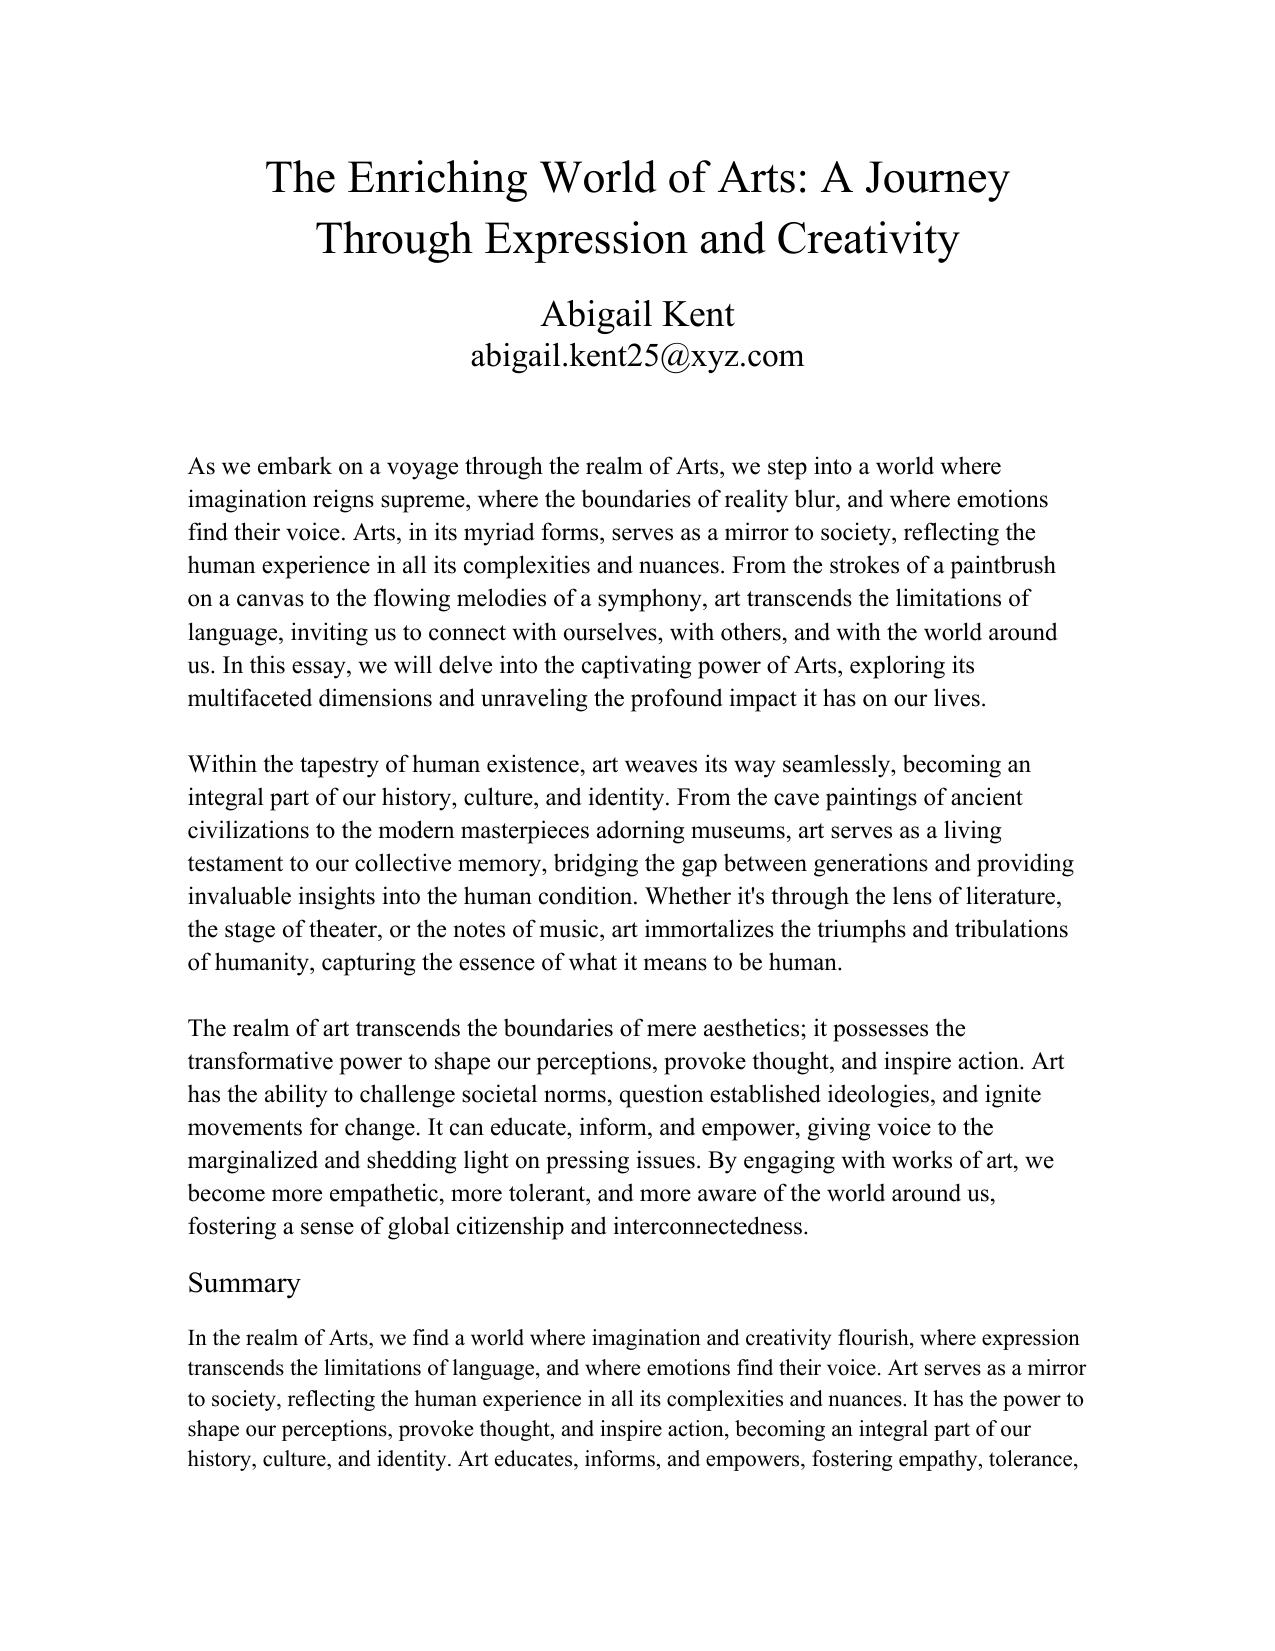 The Enriching World of Arts: A Journey
Through Expression and Creativity
Abigail Kent
abigail.kent25@xyz.com
As we embark on a voyage through the realm of Arts, we step into a world where
imagination reigns supreme, where the boundaries of reality blur, and where emotions
find their voice. Arts, in its myriad forms, serves as a mirror to society, reflecting the
human experience in all its complexities and nuances. From the strokes of a paintbrush
on a canvas to the flowing melodies of a symphony, art transcends the limitations of
language, inviting us to connect with ourselves, with others, and with the world around
us. In this essay, we will delve into the captivating power of Arts, exploring its
multifaceted dimensions and unraveling the profound impact it has on our lives.
Within the tapestry of human existence, art weaves its way seamlessly, becoming an
integral part of our history, culture, and identity. From the cave paintings of ancient
civilizations to the modern masterpieces adorning museums, art serves as a living
testament to our collective memory, bridging the gap between generations and providing
invaluable insights into the human condition. Whether it's through the lens of literature,
the stage of theater, or the notes of music, art immortalizes the triumphs and tribulations
of humanity, capturing the essence of what it means to be human.
The realm of art transcends the boundaries of mere aesthetics; it possesses the
transformative power to shape our perceptions, provoke thought, and inspire action. Art
has the ability to challenge societal norms, question established ideologies, and ignite
movements for change. It can educate, inform, and empower, giving voice to the
marginalized and shedding light on pressing issues. By engaging with works of art, we
become more empathetic, more tolerant, and more aware of the world around us,
fostering a sense of global citizenship and interconnectedness.
Summary
In the realm of Arts, we find a world where imagination and creativity flourish, where expression
transcends the limitations of language, and where emotions find their voice. Art serves as a mirror
to society, reflecting the human experience in all its complexities and nuances. It has the power to
shape our perceptions, provoke thought, and inspire action, becoming an integral part of our
history, culture, and identity. Art educates, informs, and empowers, fostering empathy, tolerance,